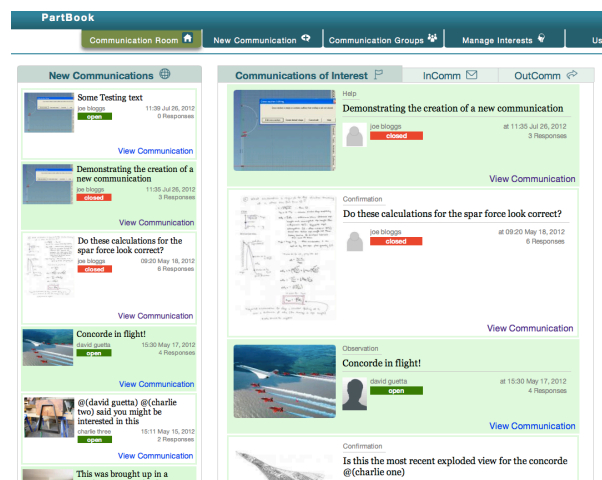 PartBook
Communication Room
New Communication
Communication Groups
Manage Interests
Us
New Communications
Some Testing text
joe bloggs
11:39 Jul 26, 2012
open
0 Responses
View Communication
Demonstrating the creation of a
new communication
joe bloggs
11:35 Jul 26, 2012
closed
3 Responses
View Communication
Do these calculations for the
spar force look correct?
joe bloggs
09:20 May 18, 2012
closed
6 Responses
View Communication
Concorde in flight!
david guetta
15:30 May 17, 2012
open
4 Responses
View Communication
@(david guetta) @(charlie
two) said you might be
interested in this
charlie three
15:11 May 15, 2012
open
2 Responses
View Communication
This was brought up in a
Communications of Interest
InComm
OutComm
Help
Demonstrating the creation of a new communication
joe bloggs
at 11:35 Jul 26, 2012
closed
3 Responses
View Communication
Confirmation
Do these calculations for the spar force look correct?
joe bloggs
at 09:20 May 18, 2012
closed
6 Responses
View Communication
Observation
Concorde in flight!
david guetta
at 15:30 May 17, 2012
open
4 Responses
View Communication
Confirmation
Is this the most recent exploded view for the concorde
@(charlie one)